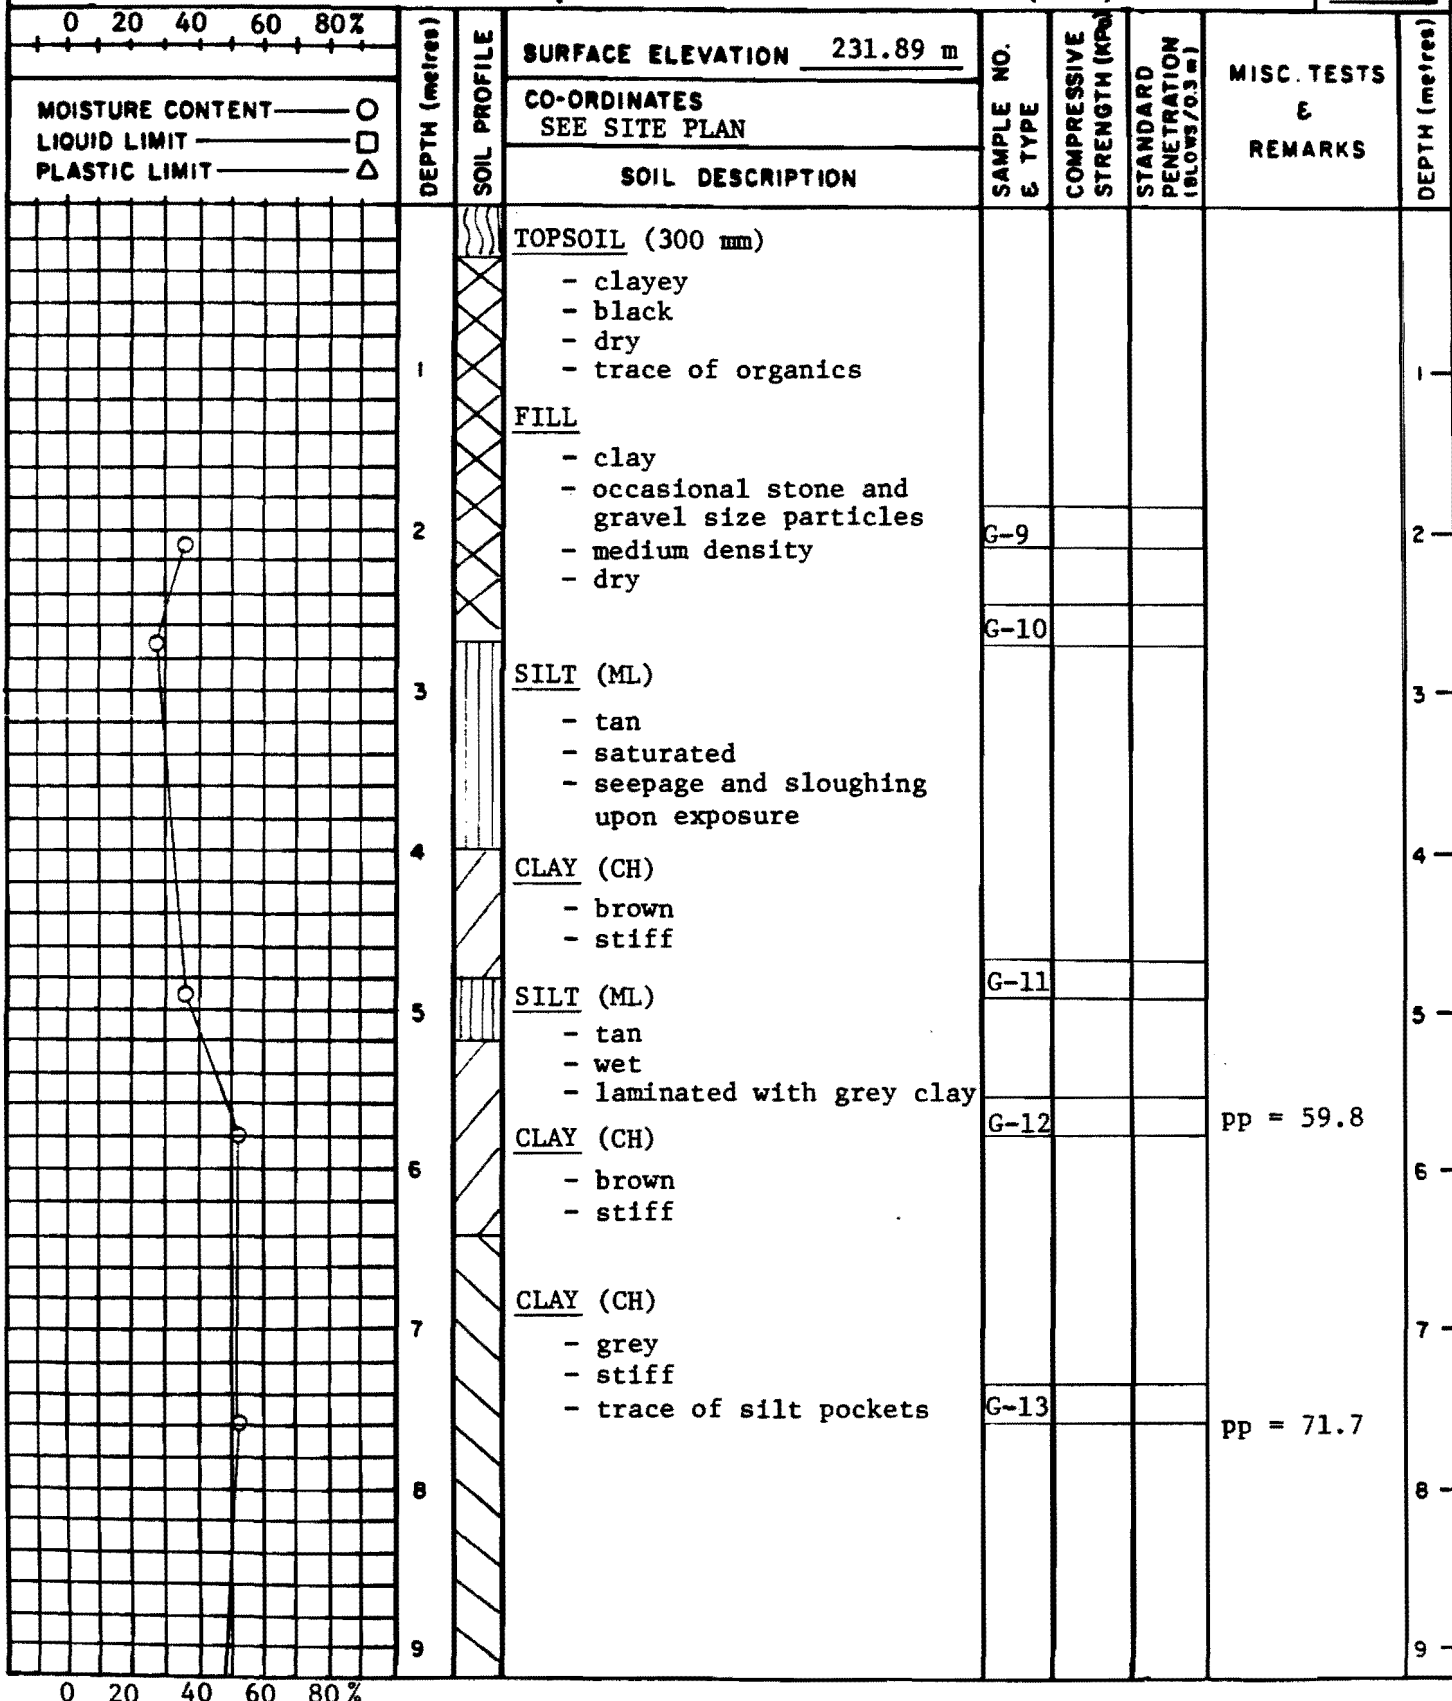 0 20 40 60 80%
MOISTURE CONTENT
LIQUID LIMIT
PLASTIC LIMIT
DEPTH (metres)
SOIL PROFILE
SURFACE ELEVATION 231.89 m
CO-ORDINATES
SEE SITE PLAN
SOIL DESCRIPTION
SAMPLE NO.
& TYPE
COMPRESSIVE
STRENGTH (KPa)
STANDARD
PENETRATION
(BLOWS/0.3m)
MISC. TESTS
&
REMARKS
DEPTH (metres)
TOPSOIL (300 mm)
- clayey
- black
- dry
1 - trace of organics 1
FILL
- clay
- occasional stone and
gravel size particles
2 G-9 2
- medium density
- dry
G-10
SILT (ML)
3 3
- tan
- saturated
- seepage and sloughing
upon exposure
4 4
CLAY (CH)
- brown
- stiff
G-11
SILT (ML)
5 5
- tan
- wet
- laminated with grey clay
G-12 pp = 59.8
CLAY (CH)
6 6
- brown
- stiff
CLAY (CH)
7 7
- grey
- stiff
- trace of silt pockets G-13
pp = 71.7
8 8
9 9
0 20 40 60 80%